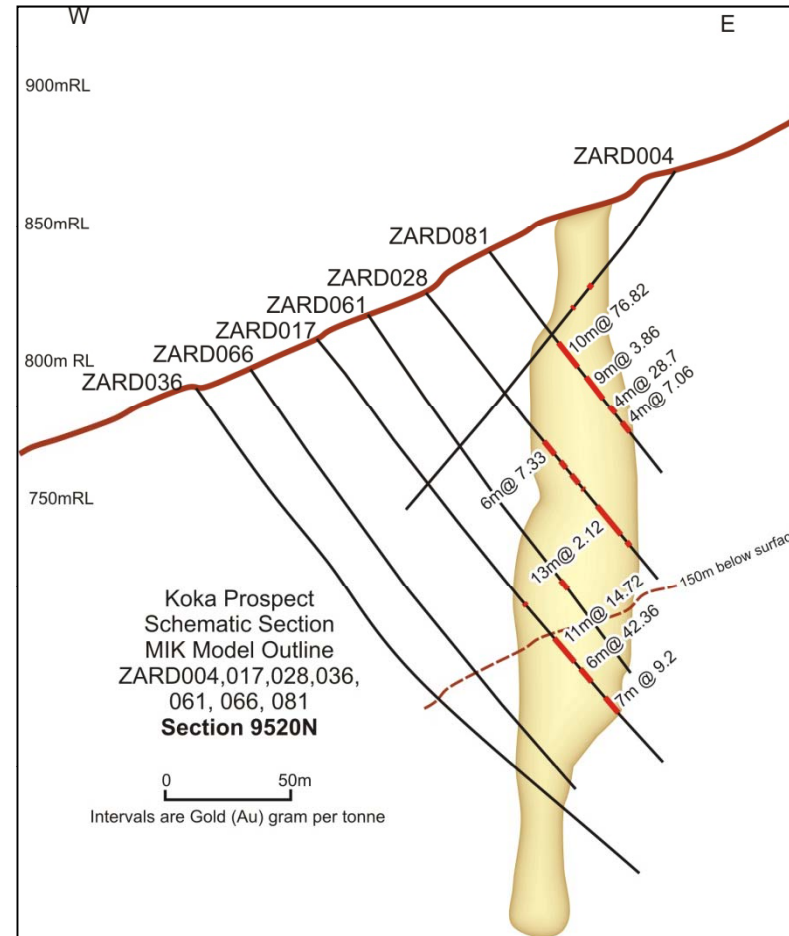 W
E
900mRL
ZARD004
850mRL
ZARD081
ZARD028
ZARD061
ZARD017
800m RL
ZARD066
ZARD036
10m@ 76.82
9m@ 3.86
4m@ 28.7
4m@ 7.06
750mRL
6m@ 7.33
13m@ 2.12
150m below surface
11m@ 14.72
6m@ 42.36
7m @ 9.2
Koka Prospect
Schematic Section
MIK Model Outline
ZARD004,017,028,036,
061, 066, 081
Section 9520N
0 50m
Intervals are Gold (Au) gram per tonne